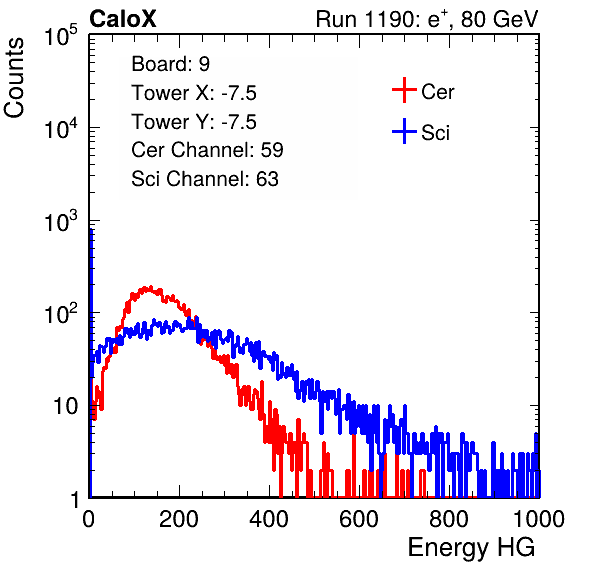 CaloX Run 1190: e⁺, 80 GeV
Counts
10⁵
10⁴
10³
10²
10
1
Board: 9
Tower X: -7.5
Tower Y: -7.5
Cer Channel: 59
Sci Channel: 63
Cer
Sci
0 200 400 600 800 1000
Energy HG